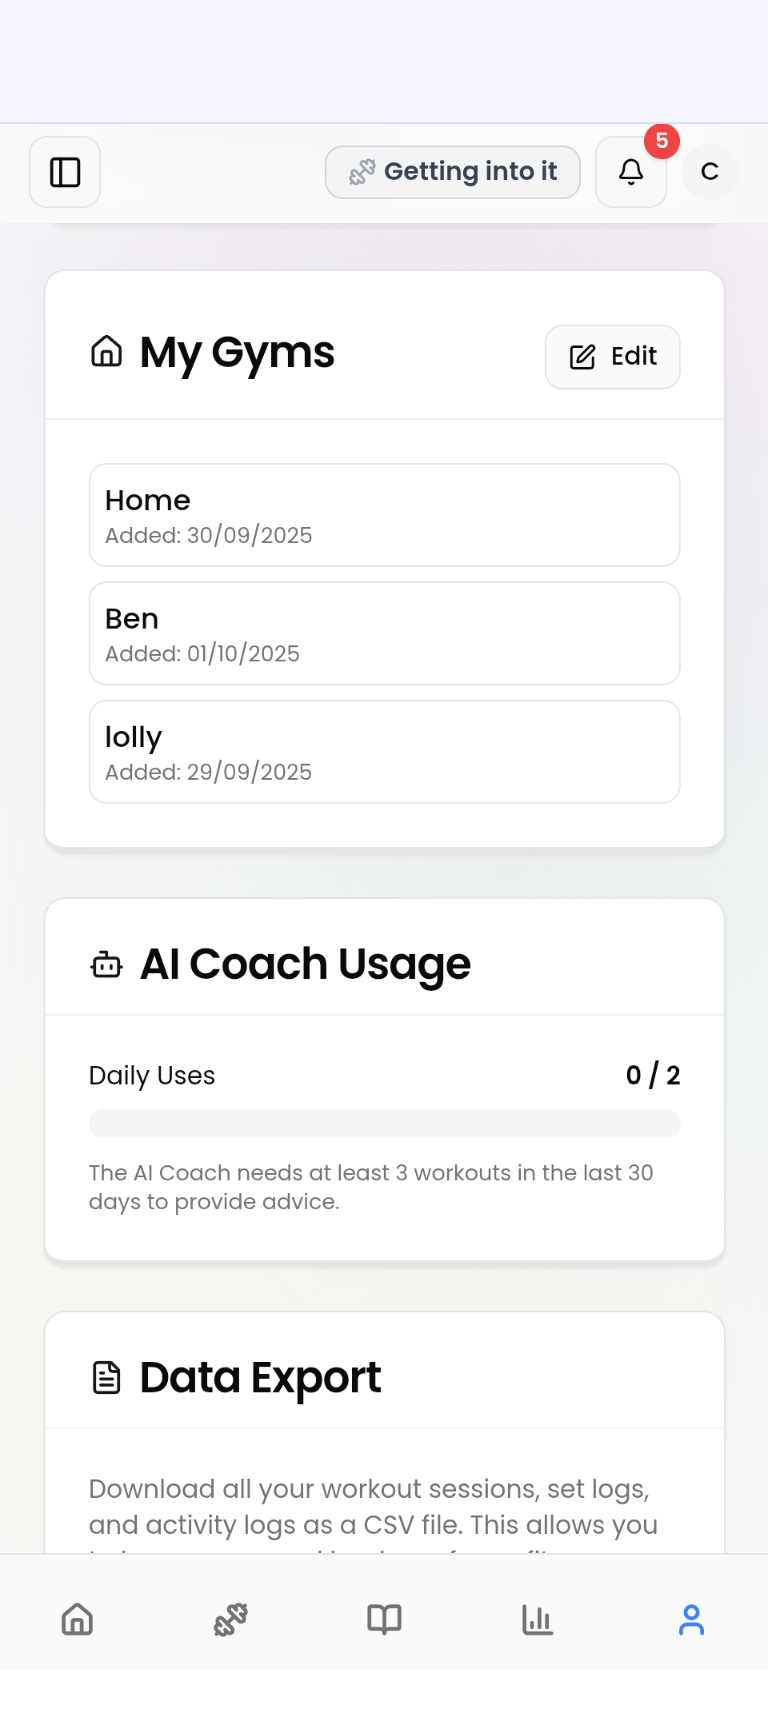 Getting into it
5
C
My Gyms
Edit
Home
Added: 30/09/2025
Ben
Added: 01/10/2025
lolly
Added: 29/09/2025
AI Coach Usage
Daily Uses
0 / 2
The AI Coach needs at least 3 workouts in the last 30
days to provide advice.
Data Export
Download all your workout sessions, set logs,
and activity logs as a CSV file. This allows you